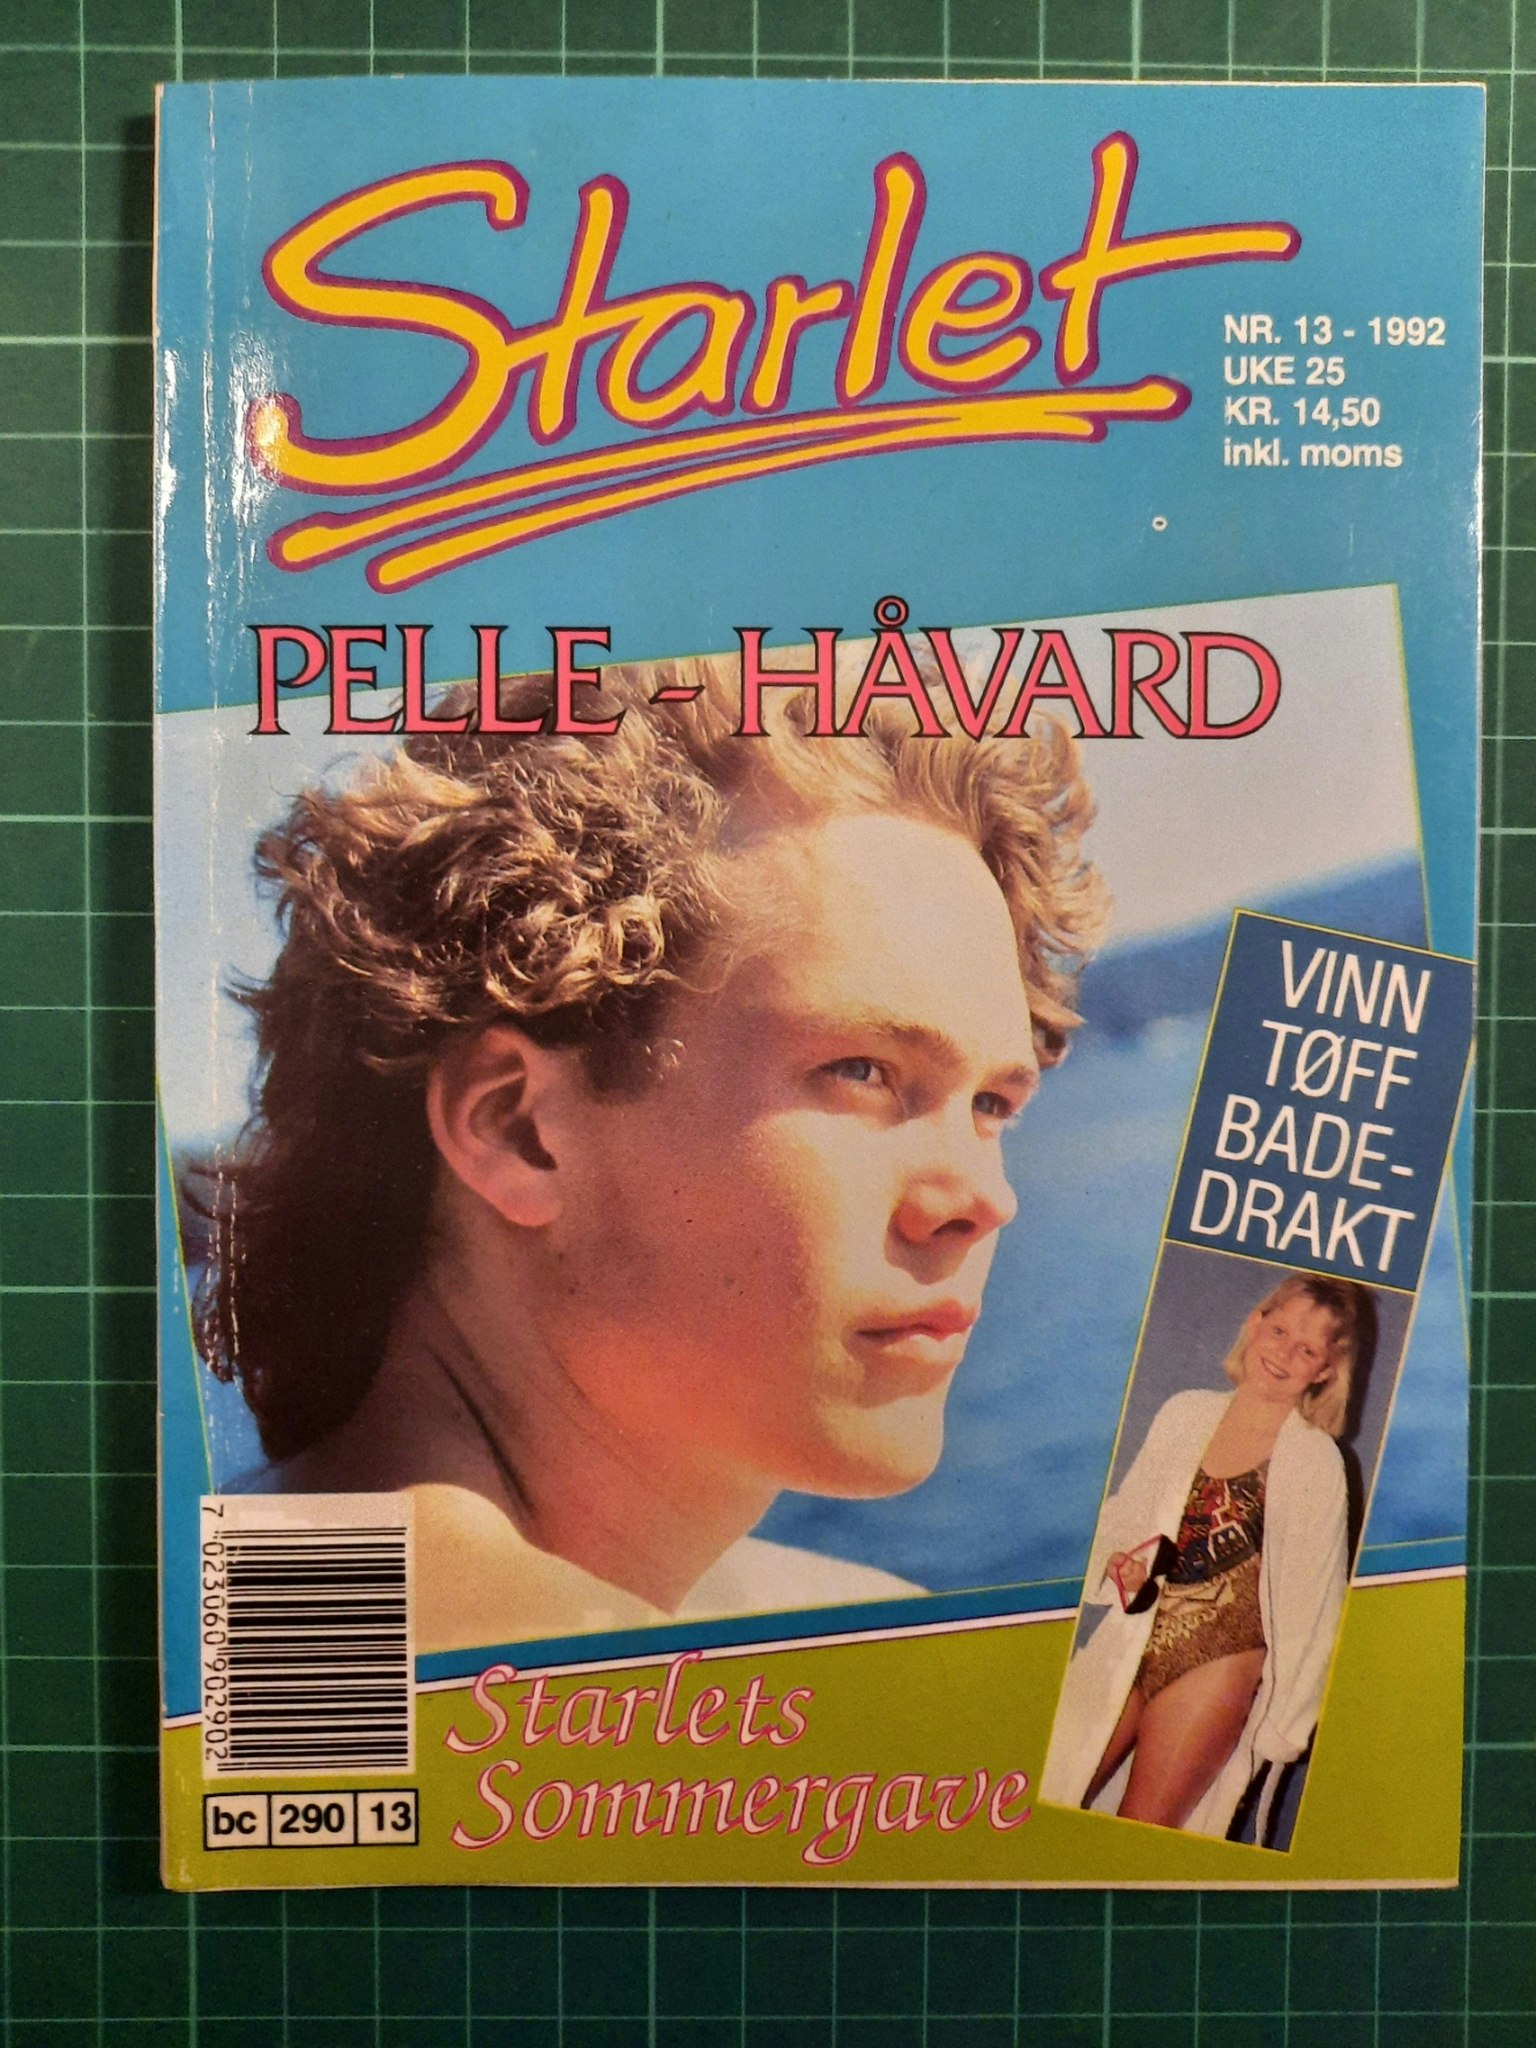 Starlet
NR. 13 - 1992
UKE 25
KR. 14,50
inkl. moms
PELLE - HÅVARD
VINN
TØFF
BADE-
DRAKT
7 023060 902902
bc 290 13
Starlets
Sommergave